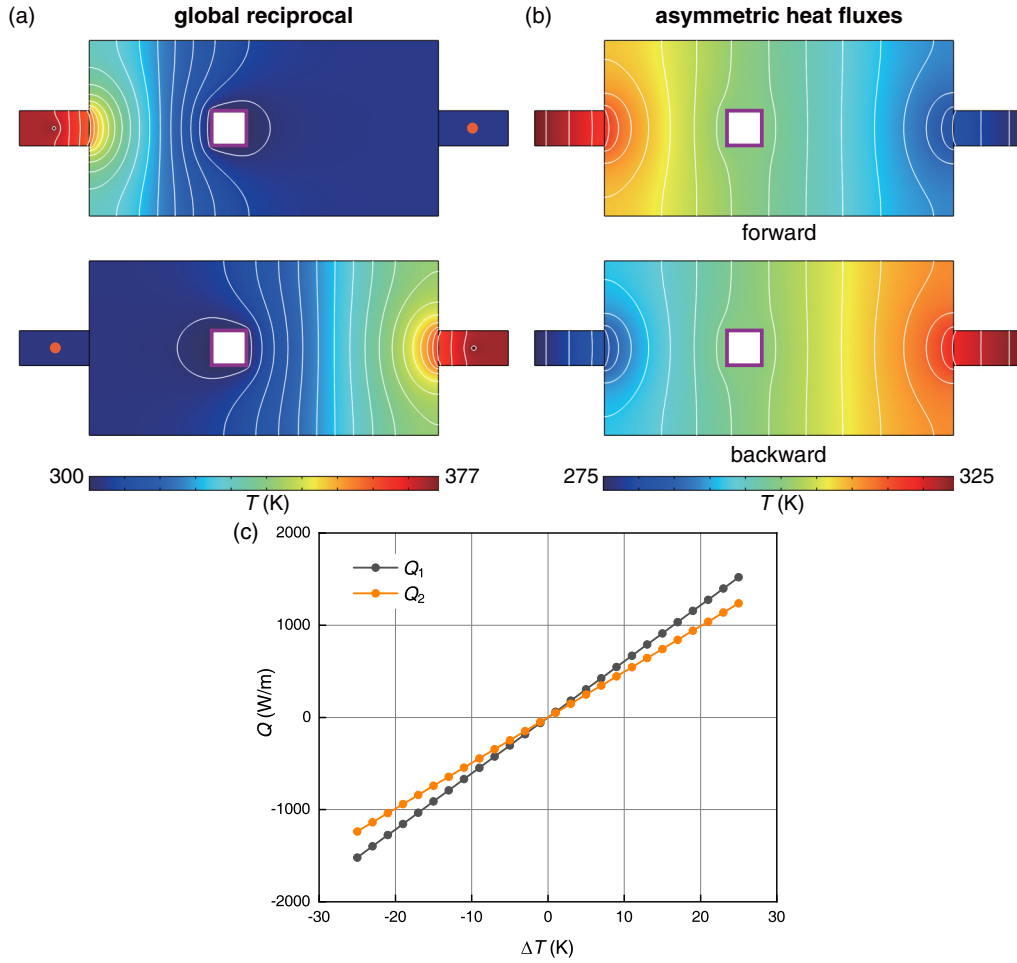 (a) global reciprocal
(b) asymmetric heat fluxes
forward
backward
300 377
T (K)
275 325
T (K)
(c)
2000
Q₁
Q₂
1000
0
-1000
-2000
Q (W/m)
-30 -20 -10 0 10 20 30
ΔT (K)